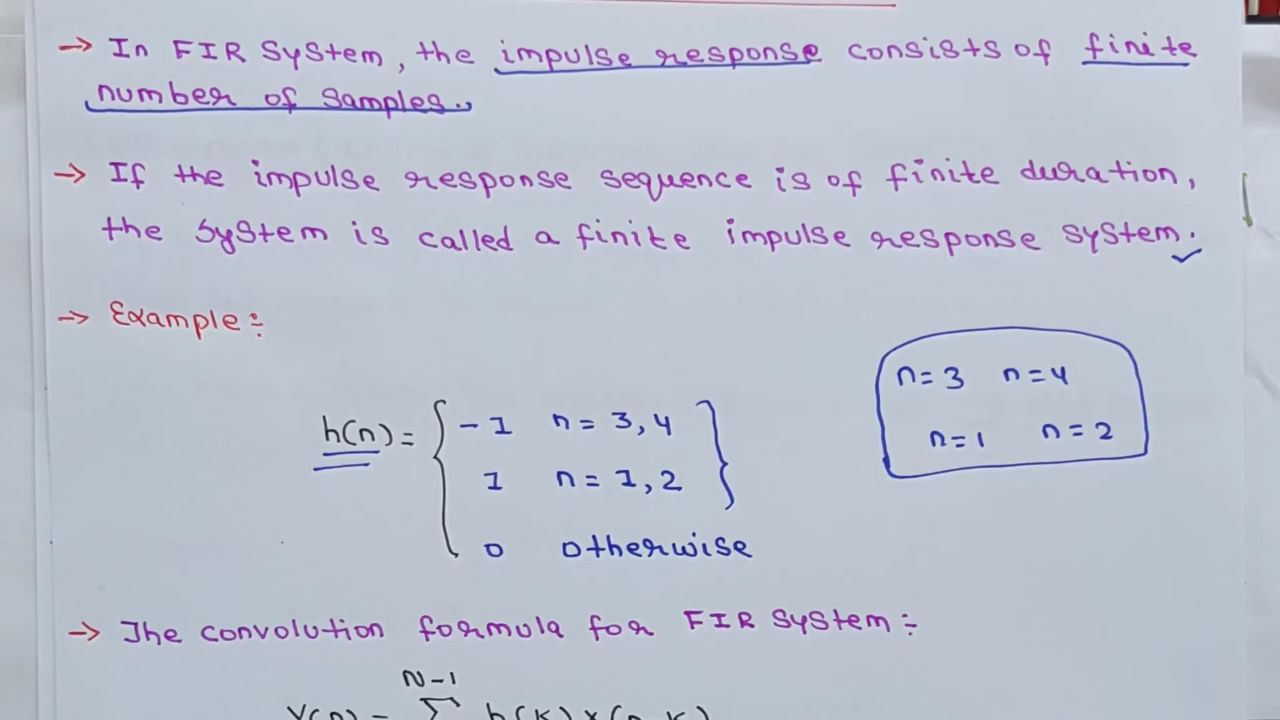 → In FIR System, the impulse response consists of finite
number of samples.
→ If the impulse response sequence is of finite duration,
the System is called a finite impulse response system.
→ Example:-
h(n) = { -1 n = 3,4 }
1 n = 1,2
0 otherwise
n=3 n=4
n=1 n=2
→ The convolution formula for FIR System:-
N-1
Y(n) = Σ h(k) x(n-k)